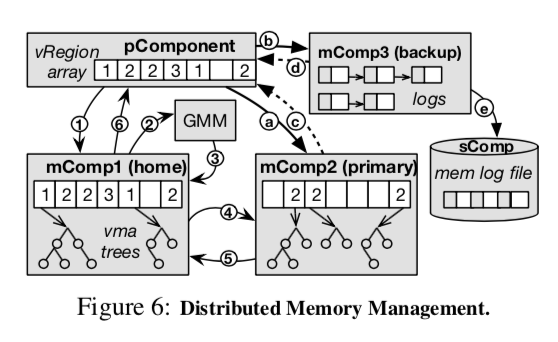 pComponent
vRegion
array
1 2 2 3 1 2
b
d
mComp3 (backup)
logs
1
6
2
GMM
3
a
c
e
sComp
mem log file
mComp1 (home)
1 2 2 3 1 2
vma
trees
4
5
mComp2 (primary)
2 2 2
Figure 6: Distributed Memory Management.